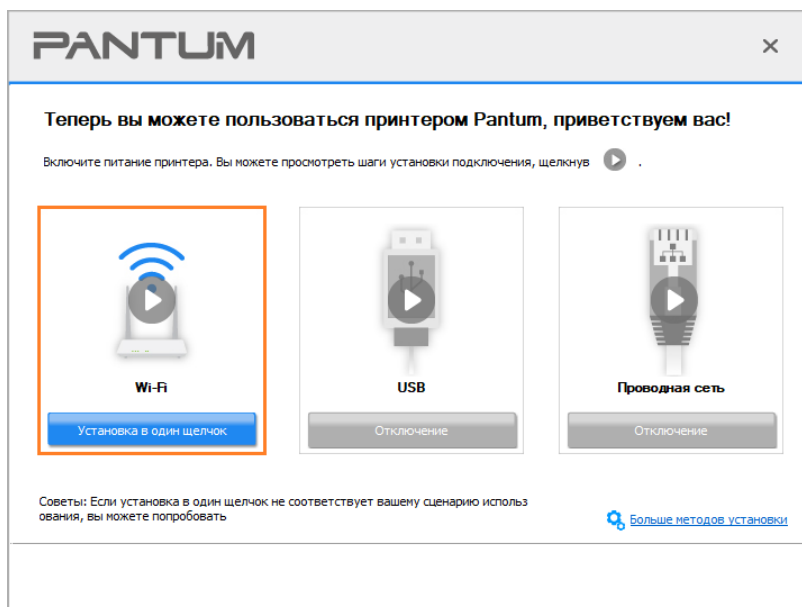 PANTUM
Теперь вы можете пользоваться принтером Pantum, приветствуем вас!
Включите питание принтера. Вы можете просмотреть шаги установки подключения, щелкнув .
Wi-Fi
USB
Проводная сеть
Установка в один щелчок
Отключение
Отключение
Советы: Если установка в один щелчок не соответствует вашему сценарию использ
ования, вы можете попробовать
Больше методов установки